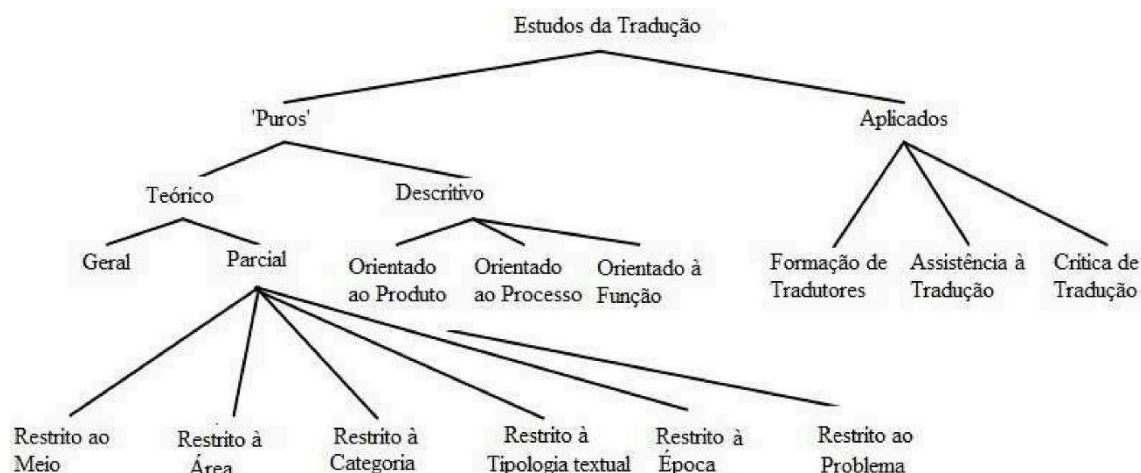 Estudos da Tradução
'Puros'
Aplicados
Teórico
Descritivo
Geral
Parcial
Orientado
ao Produto
Orientado
ao Processo
Orientado à
Função
Formação de
Tradutores
Assistência à
Tradução
Critica de
Tradução
Restrito ao
Meio
Restrito à
Área
Restrito à
Categoria
Restrito à
Tipologia textual
Restrito à
Época
Restrito ao
Problema